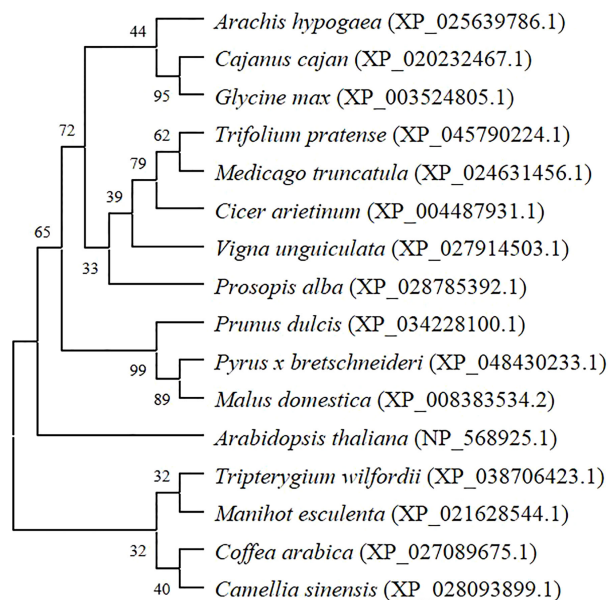 44
Arachis hypogaea (XP_025639786.1)
Cajanus cajan (XP_020232467.1)
95
Glycine max (XP_003524805.1)
72
62
Trifolium pratense (XP_045790224.1)
79
Medicago truncatula (XP_024631456.1)
39
Cicer arietinum (XP_004487931.1)
65
Vigna unguiculata (XP_027914503.1)
33
Prosopis alba (XP_028785392.1)
Prunus dulcis (XP_034228100.1)
99
Pyrus x bretschneideri (XP_048430233.1)
89
Malus domestica (XP_008383534.2)
Arabidopsis thaliana (NP_568925.1)
32
Tripterygium wilfordii (XP_038706423.1)
Manihot esculenta (XP_021628544.1)
32
Coffea arabica (XP_027089675.1)
40
Camellia sinensis (XP_028093899.1)